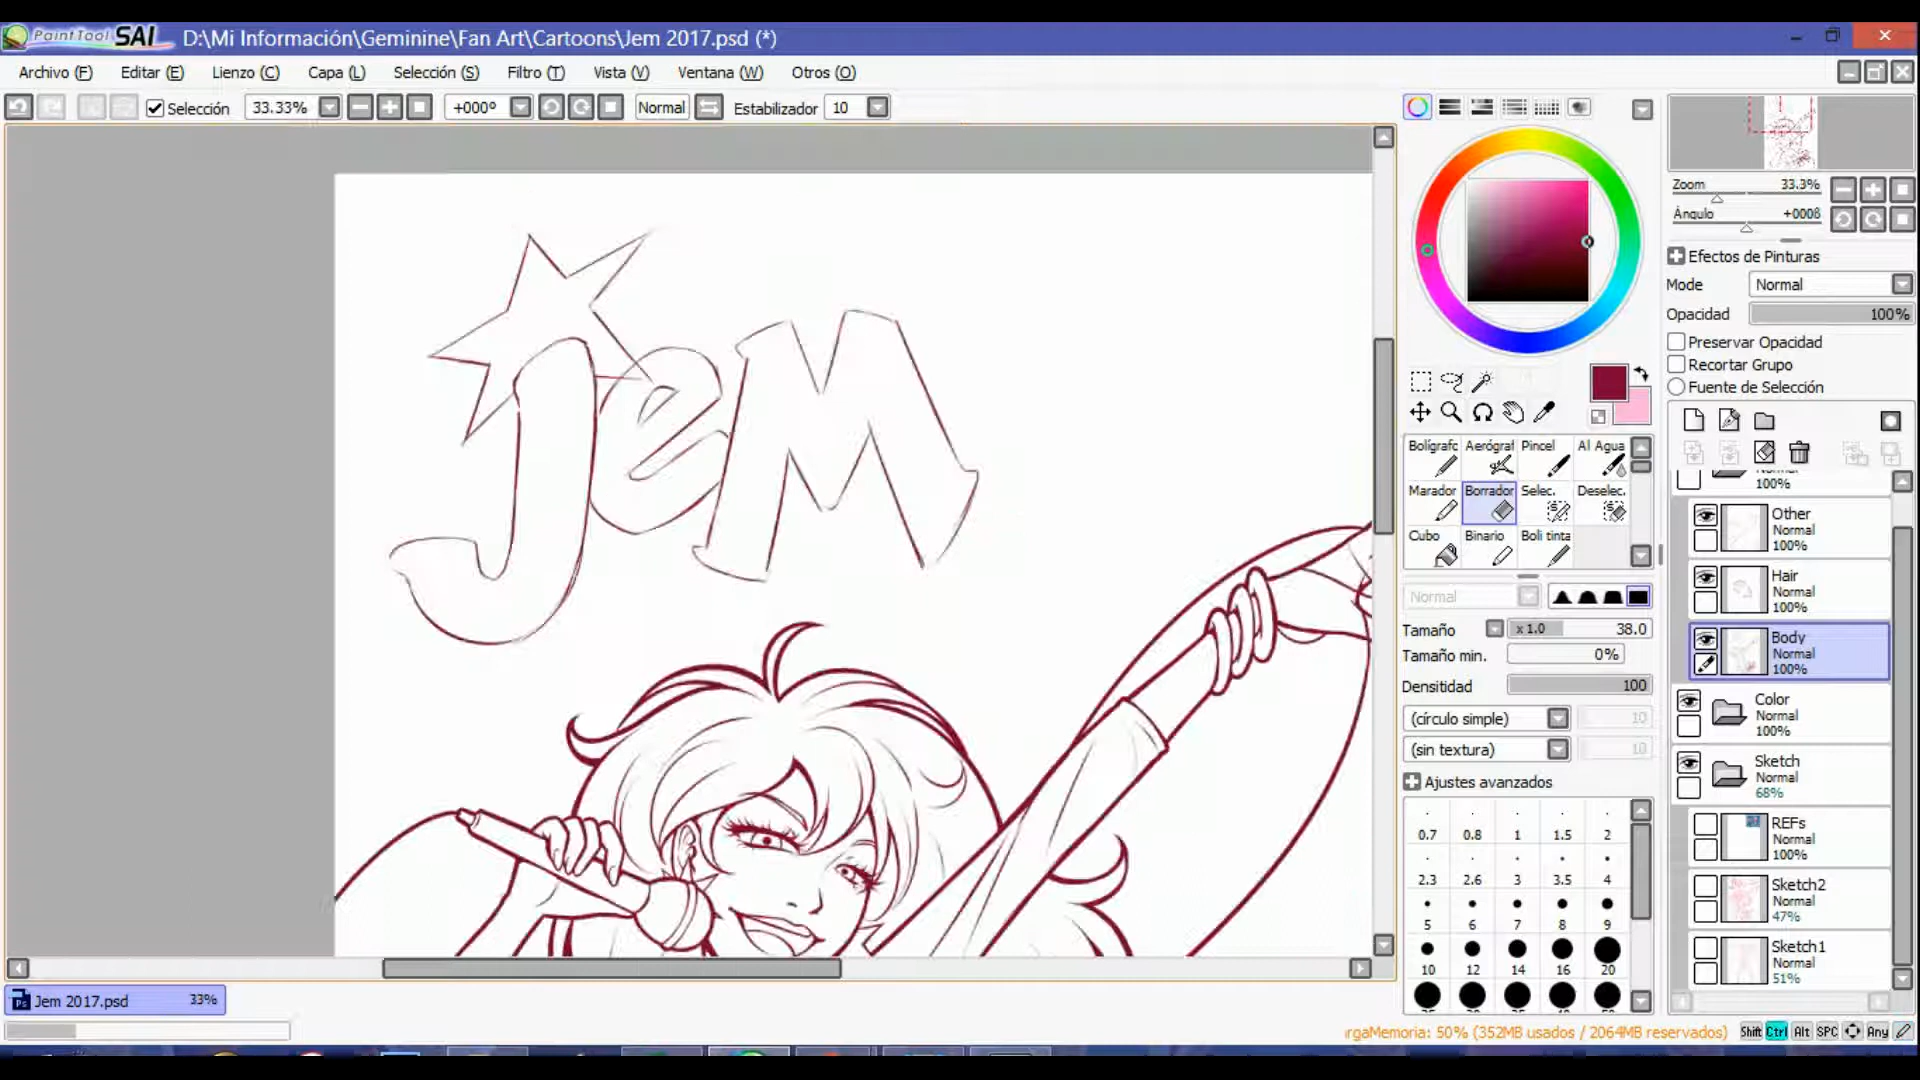 PaintTool SAI D:\Mi Información\Geminine\Fan Art\Cartoons\Jem 2017.psd (*)
Archivo (F) Editar (E) Lienzo (C) Capa (L) Selección (S) Filtro (T) Vista (V) Ventana (W) Otros (O)
Selección 33.33% +000º Normal Estabilizador 10
Jem
Zoom 33.3%
Ángulo +000ß
Efectos de Pinturas
Mode Normal
Opacidad 100%
Preservar Opacidad
Recortar Grupo
Fuente de Selección
Bolígrafc Aerógraf Pincel Al Agua
Marador Borrador Selec. Deselec.
Cubo Binario Boli tinta
Normal
Tamaño x 1.0 38.0
Tamaño min. 0%
Densitidad 100
(círculo simple) 10
(sin textura) 10
Ajustes avanzados
0.7 0.8 1 1.5 2
2.3 2.6 3 3.5 4
5 6 7 8 9
10 12 14 16 20
100%
Other
Normal
100%
Hair
Normal
100%
Body
Normal
100%
Color
Normal
100%
Sketch
Normal
68%
REFs
Normal
100%
Sketch2
Normal
47%
Sketch1
Normal
51%
Jem 2017.psd 33%
argaMemoria: 50% (352MB usados / 2064MB reservados) Shift Ctrl Alt SPC Any